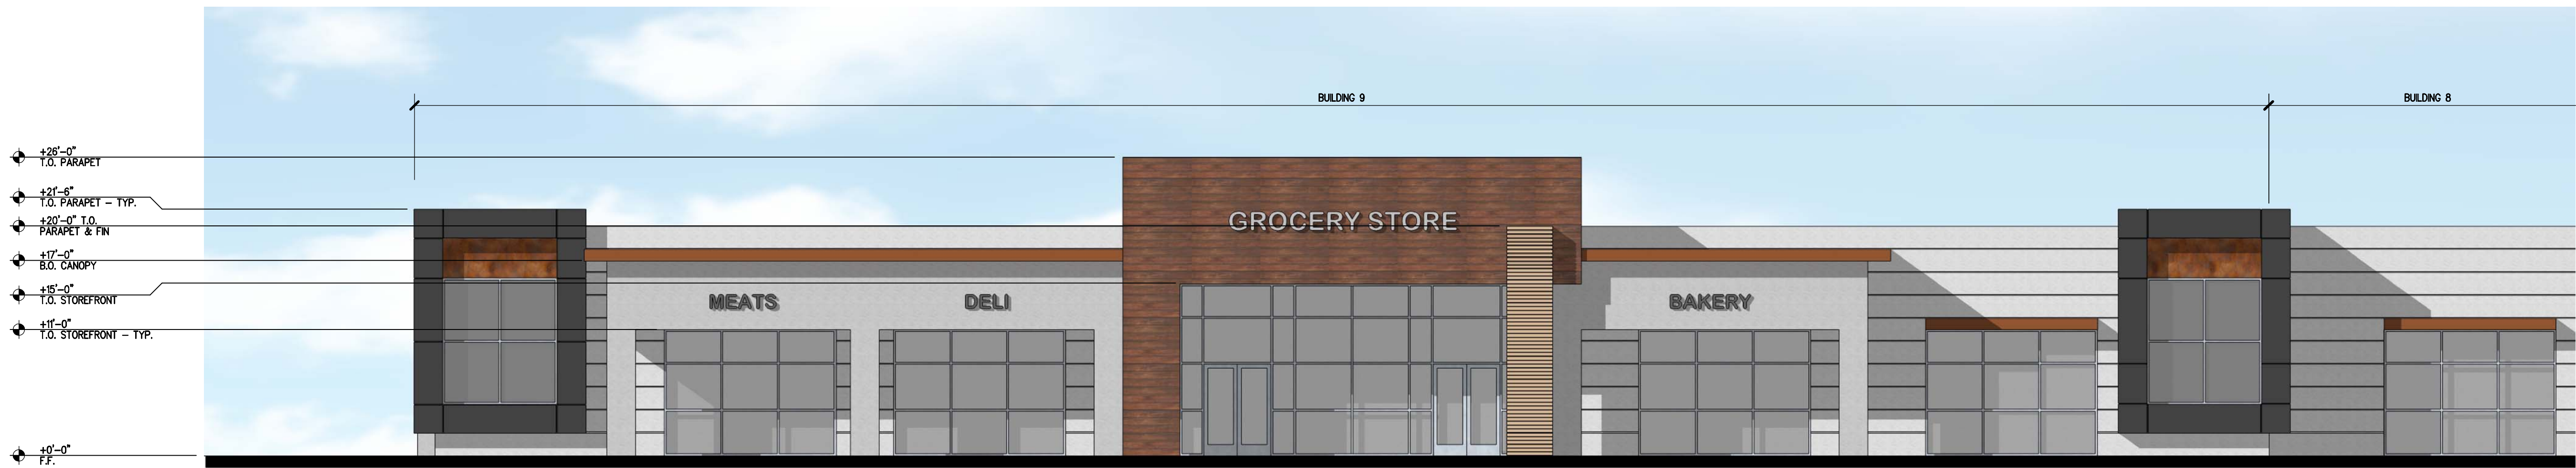 BUILDING 9
BUILDING 8
+26'-0"
T.O. PARAPET
+21'-6"
T.O. PARAPET - TYP.
+20'-0" T.O.
PARAPET & FIN
+17'-0"
B.O. CANOPY
+15'-0"
T.O. STOREFRONT
+11'-0"
T.O. STOREFRONT - TYP.
+0'-0"
F.F.
GROCERY STORE
MEATS
DELI
BAKERY